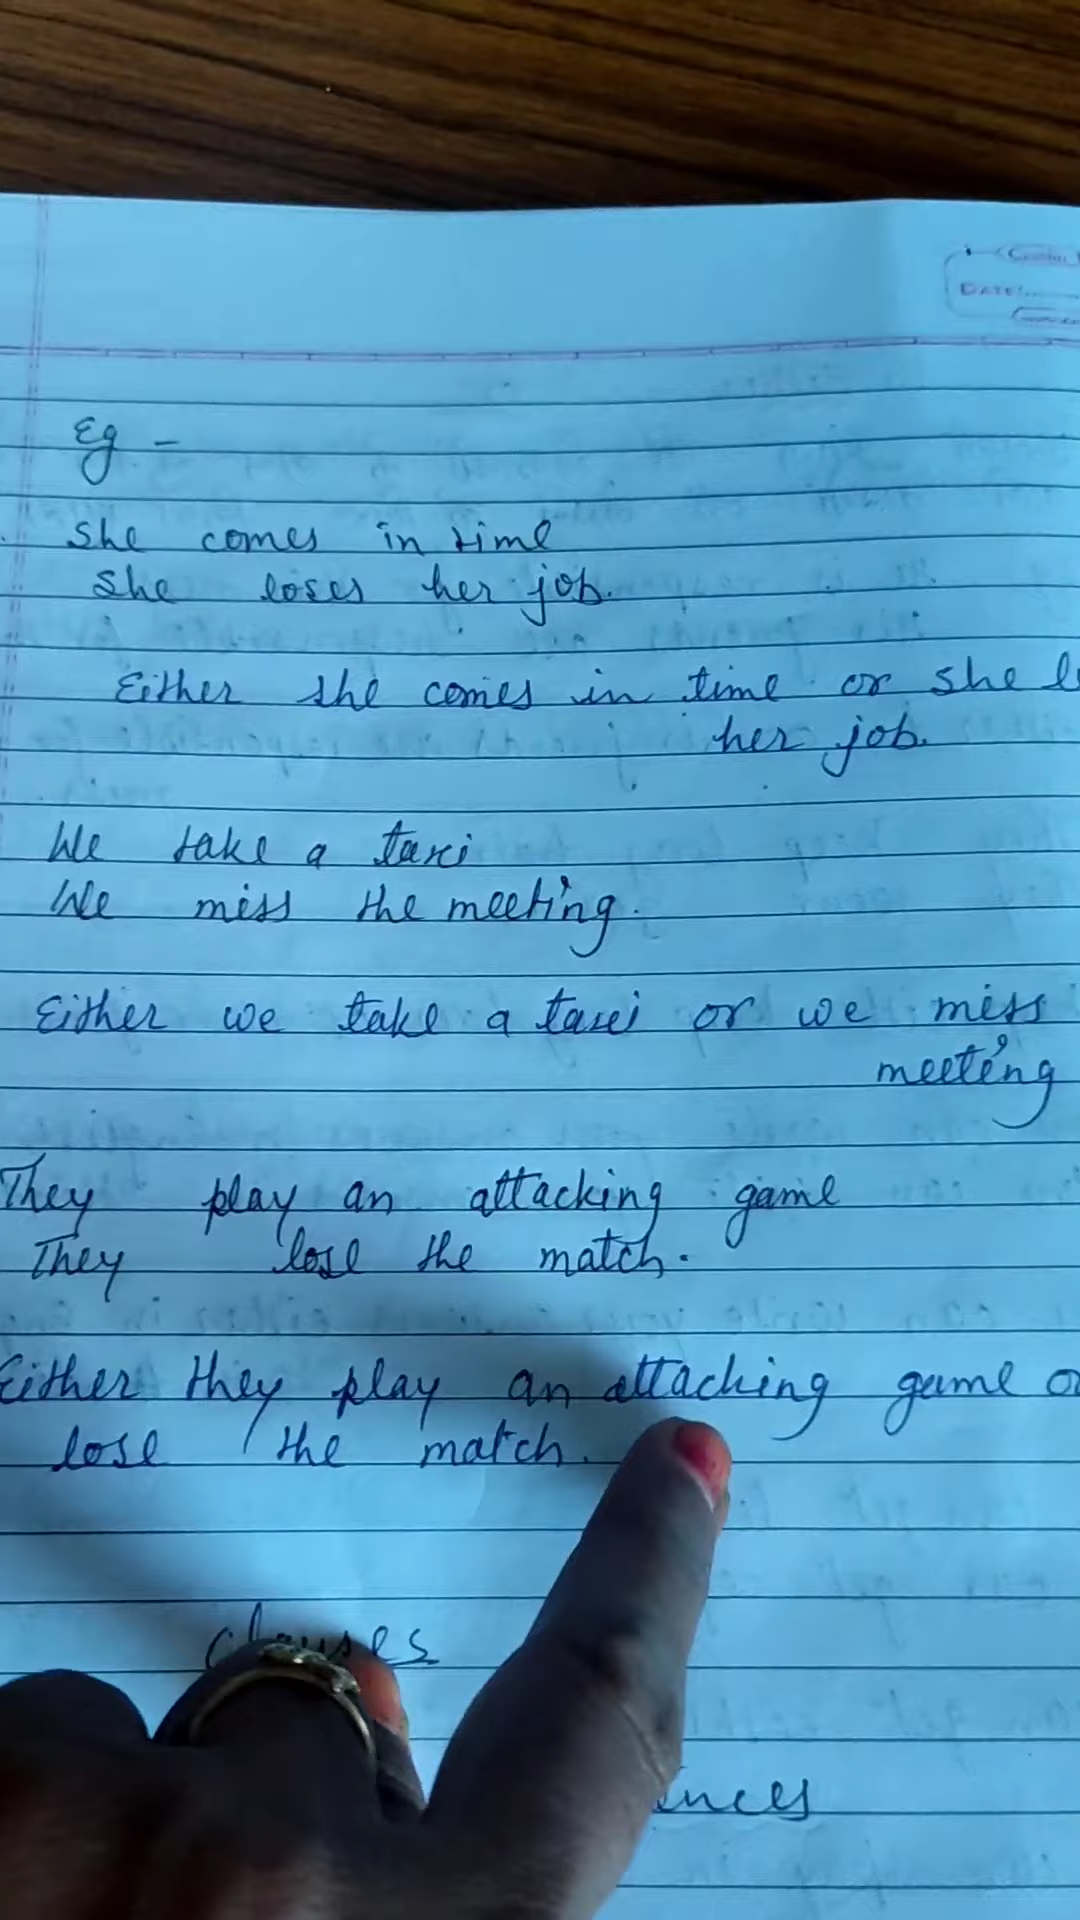 DATE:
Eg -
She comes in time
She loses her job.
Either she comes in time or she
her job.
We take a taxi
We miss the meeting.
Either we take a taxi or we miss
meeting
They play an attacking game
They lose the match.
Either they play an attacking game
lose the match.
clauses